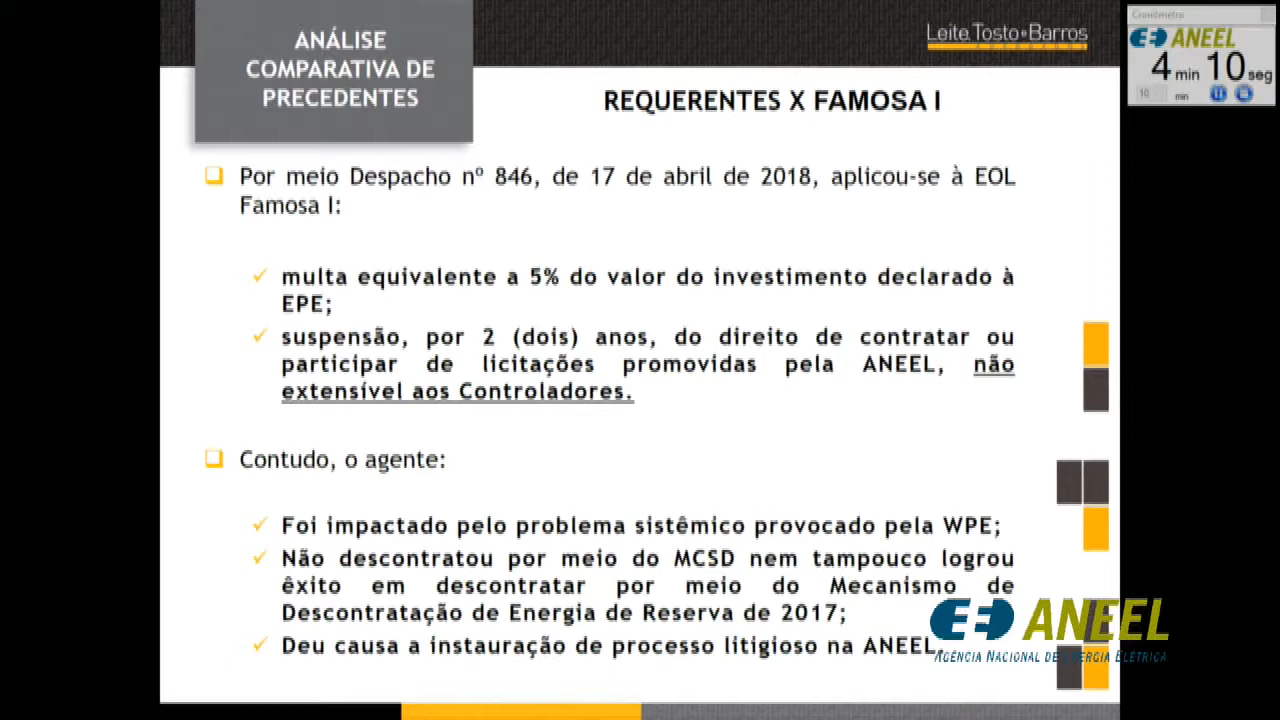 ANÁLISE
COMPARATIVA DE
PRECEDENTES
Leite, Tosto e Barros
ADVOGADOS
Cronômetro
ANEEL
4 min 10 seg
10 min
REQUERENTES X FAMOSA I
Por meio Despacho nº 846, de 17 de abril de 2018, aplicou-se à EOL
Famosa I:
multa equivalente a 5% do valor do investimento declarado à
EPE;
suspensão, por 2 (dois) anos, do direito de contratar ou
participar de licitações promovidas pela ANEEL, não
extensível aos Controladores.
Contudo, o agente:
Foi impactado pelo problema sistêmico provocado pela WPE;
Não descontratou por meio do MCSD nem tampouco logrou
êxito em descontratar por meio do Mecanismo de
Descontratação de Energia de Reserva de 2017;
Deu causa a instauração de processo litigioso na ANEEL.
ANEEL
AGÊNCIA NACIONAL DE ENERGIA ELÉTRICA